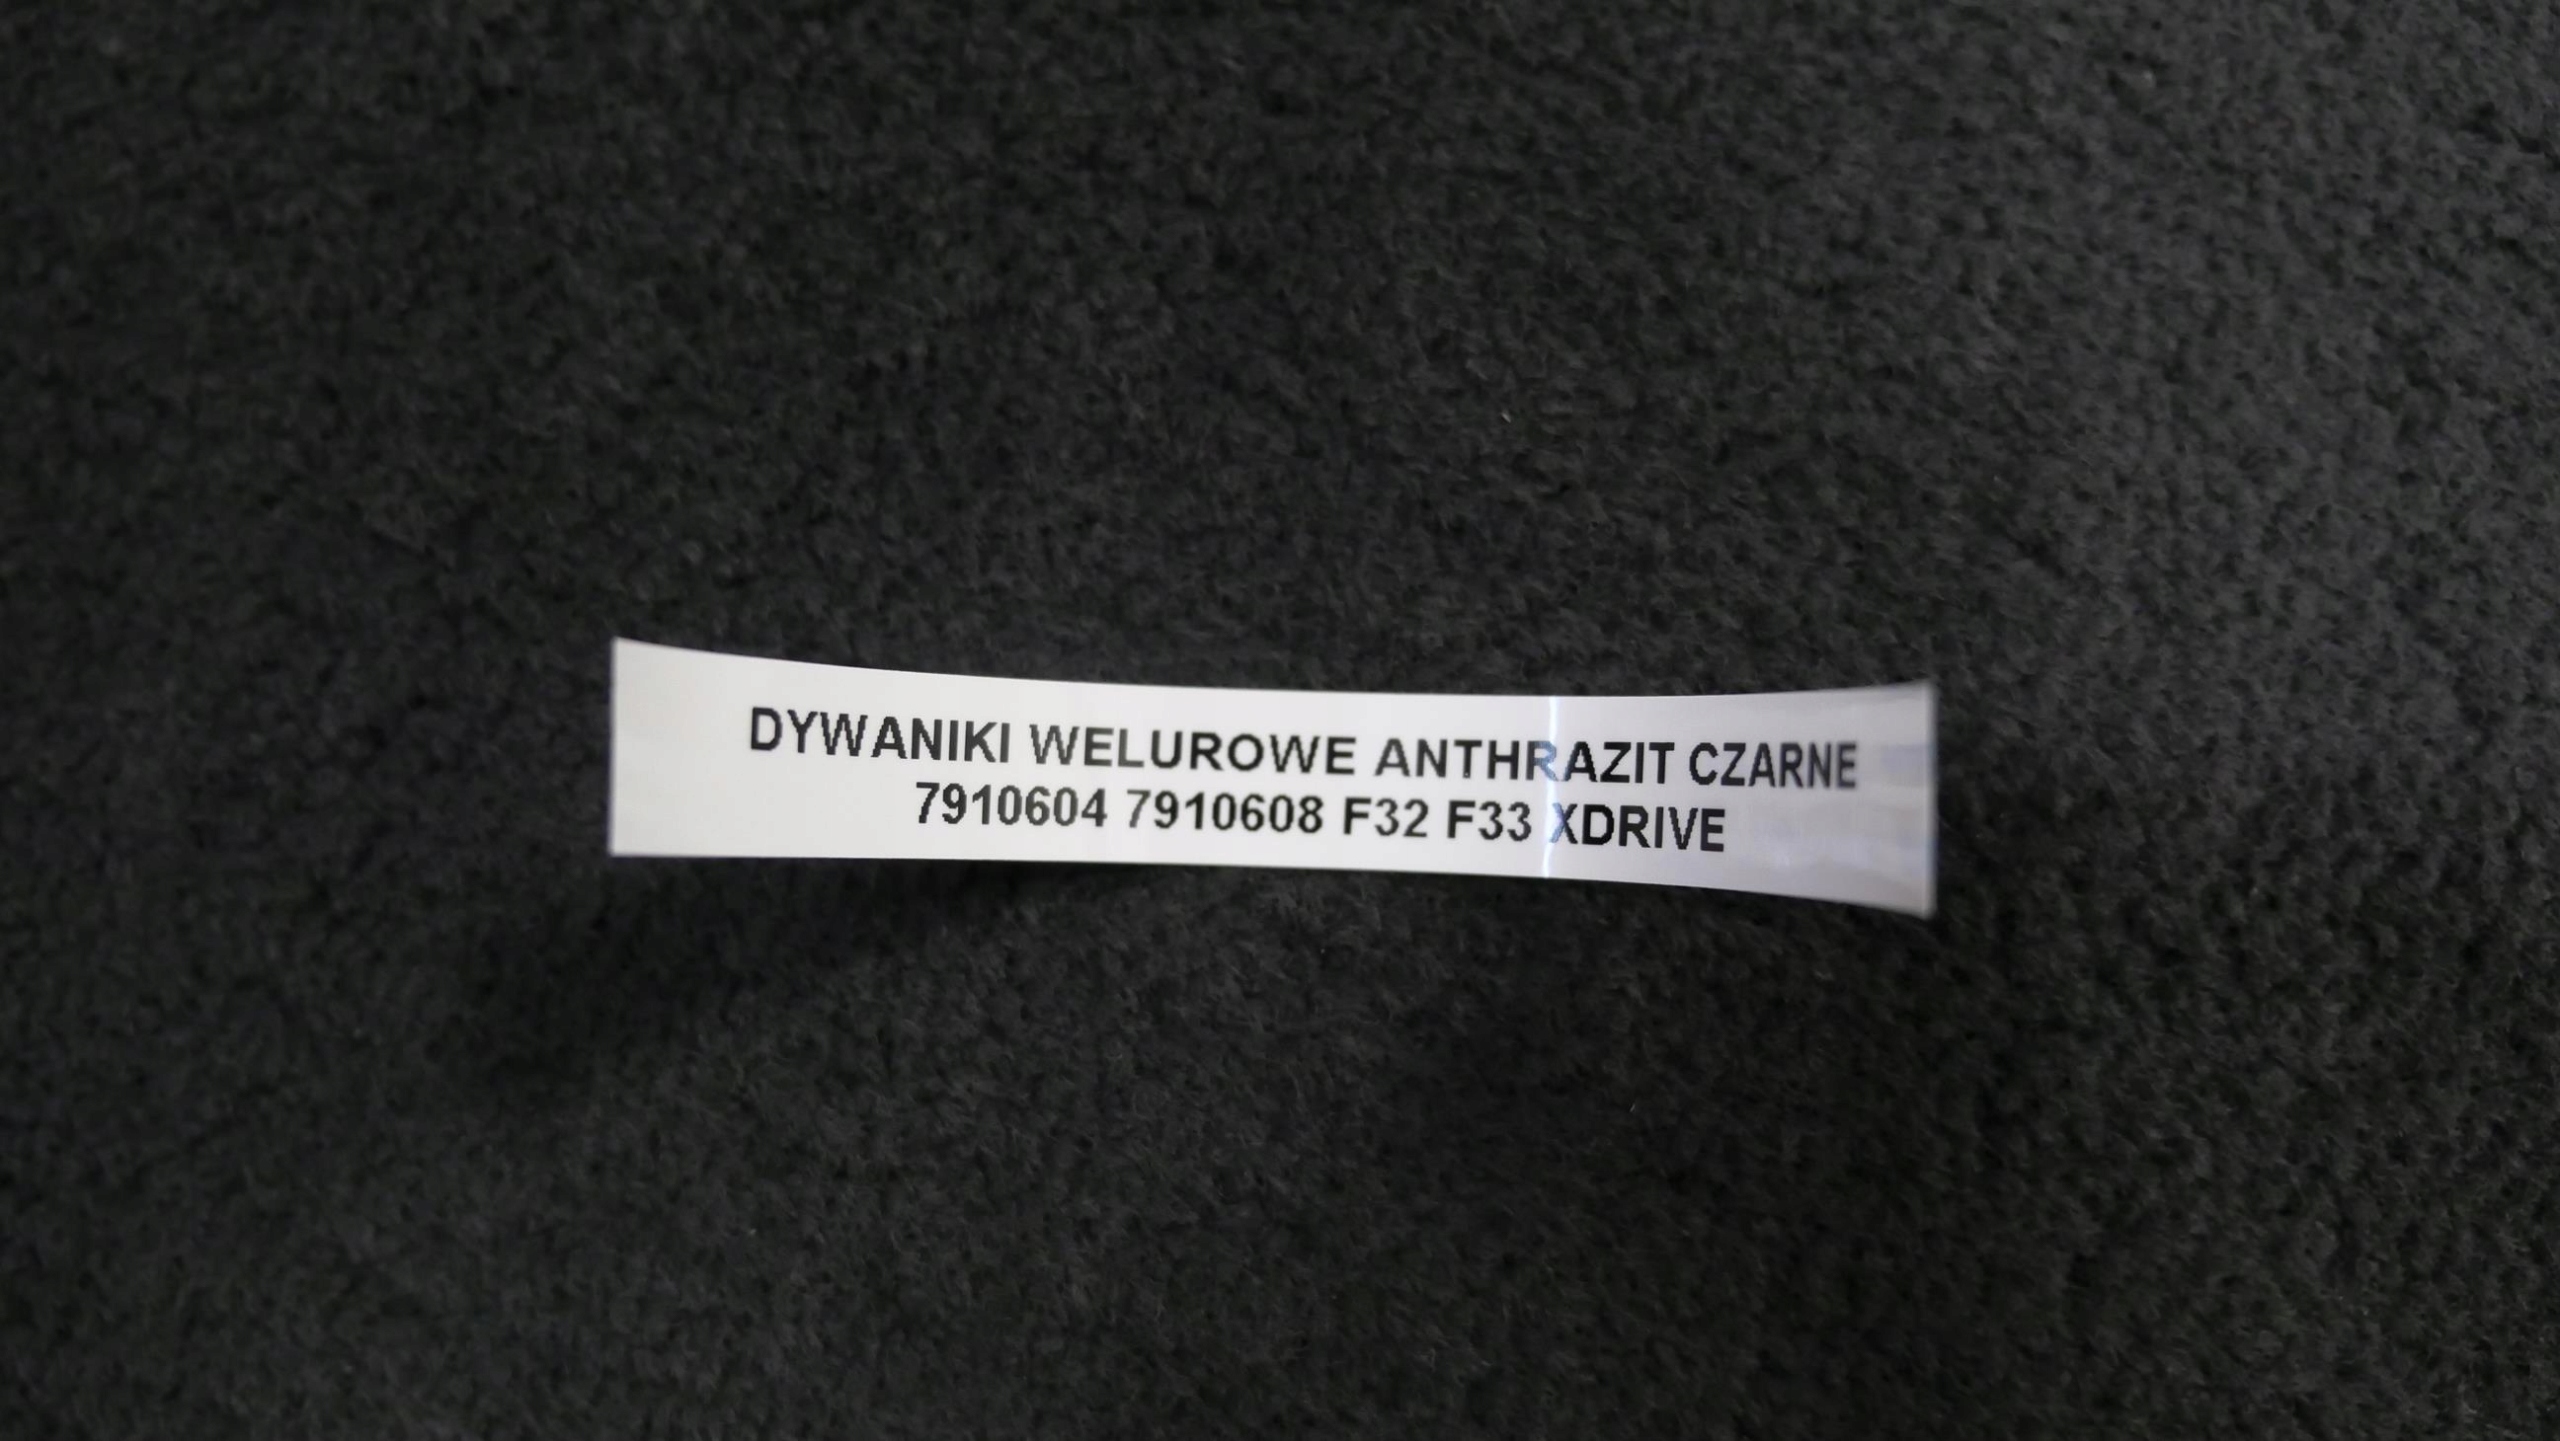 DYWANIKI WELUROWE ANTHRAZIT CZARNE
7910604 7910608 F32 F33 XDRIVE